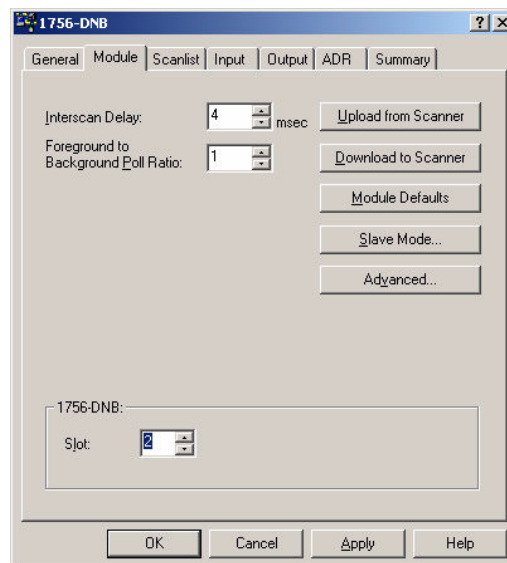 1756-DNB
General Module Scanlist Input Output ADR Summary
Interscan Delay: 4 msec Upload from Scanner
Foreground to
Background Poll Ratio: 1 Download to Scanner
Module Defaults
Slave Mode...
Advanced...
1756-DNB:
Slot: 2
OK Cancel Apply Help